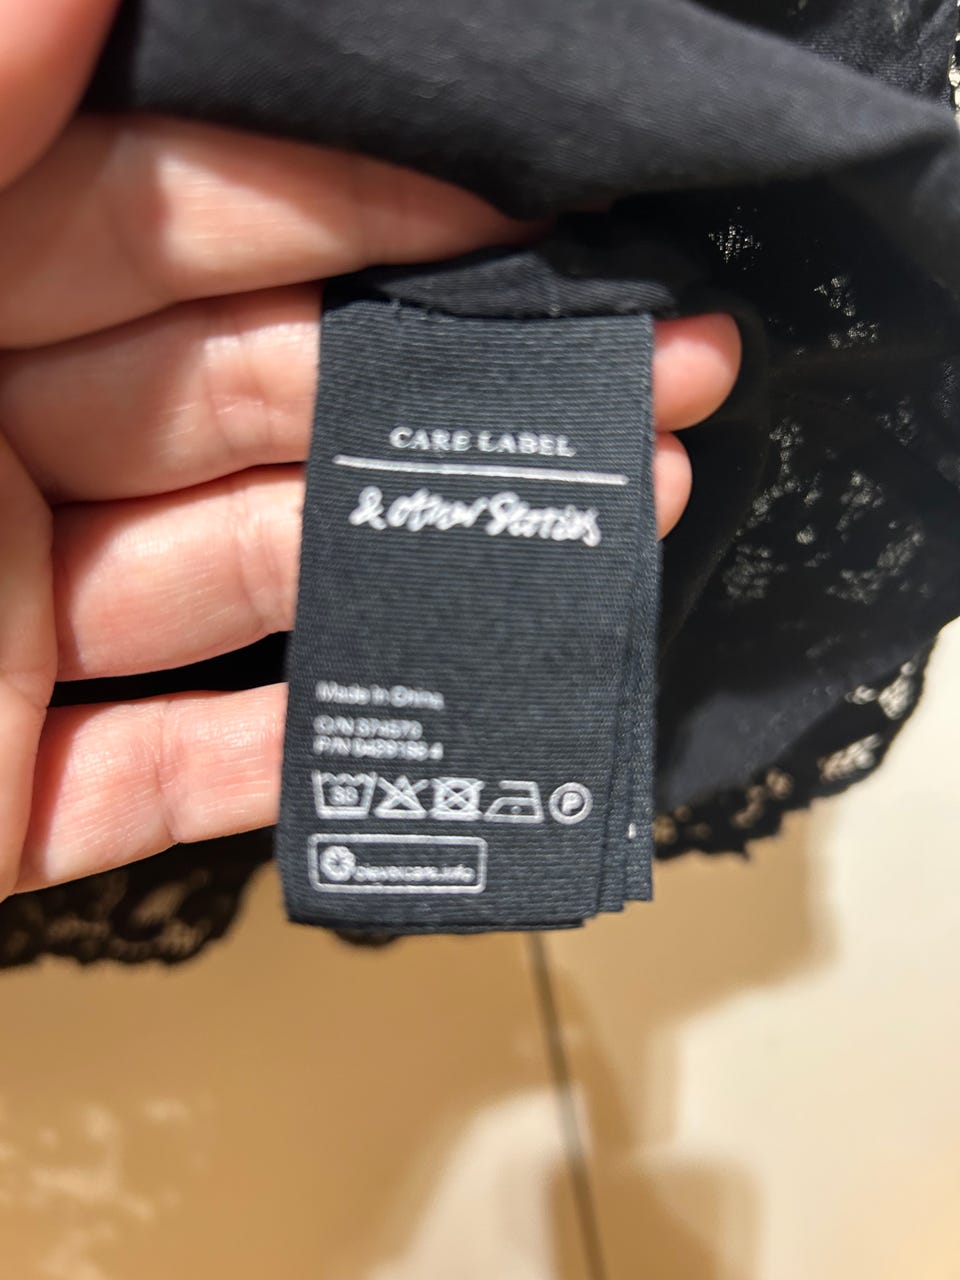 CARE LABEL
& other Stories
Made in China
O/N
P/N
P
clevercare.info